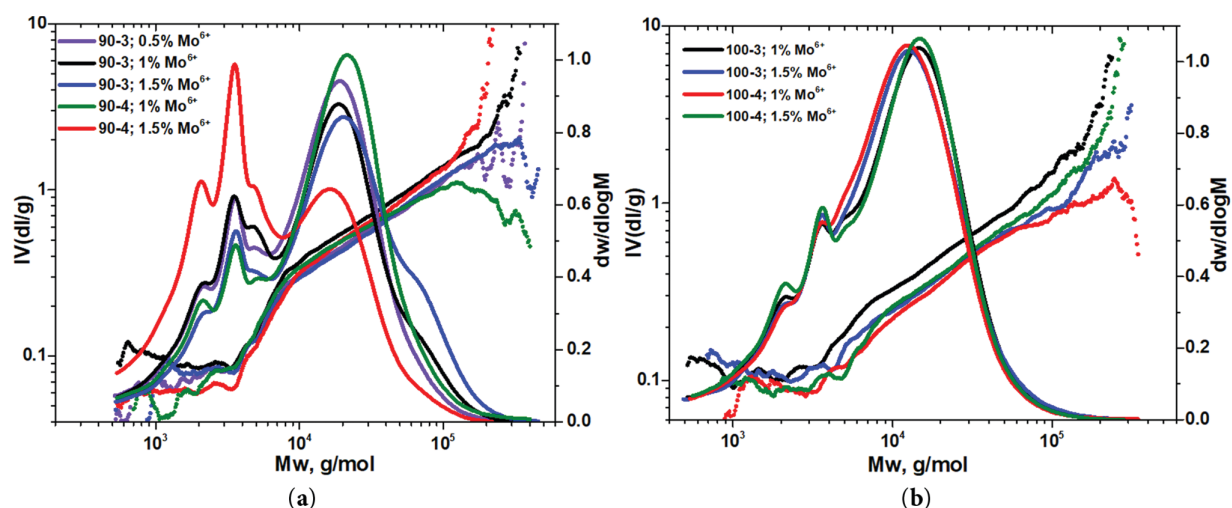 10
1
0.1
IV(dl/g)
90-3; 0.5% Mo⁶⁺
90-3; 1% Mo⁶⁺
90-3; 1.5% Mo⁶⁺
90-4; 1% Mo⁶⁺
90-4; 1.5% Mo⁶⁺
1.0
0.8
0.6
0.4
0.2
0.0
dw/dlogM
10³
10⁴
10⁵
Mw, g/mol
(a)
10
1
0.1
IV(dl/g)
100-3; 1% Mo⁶⁺
100-3; 1.5% Mo⁶⁺
100-4; 1% Mo⁶⁺
100-4; 1.5% Mo⁶⁺
1.0
0.8
0.6
0.4
0.2
0.0
dw/dlogM
10³
10⁴
10⁵
Mw, g/mol
(b)